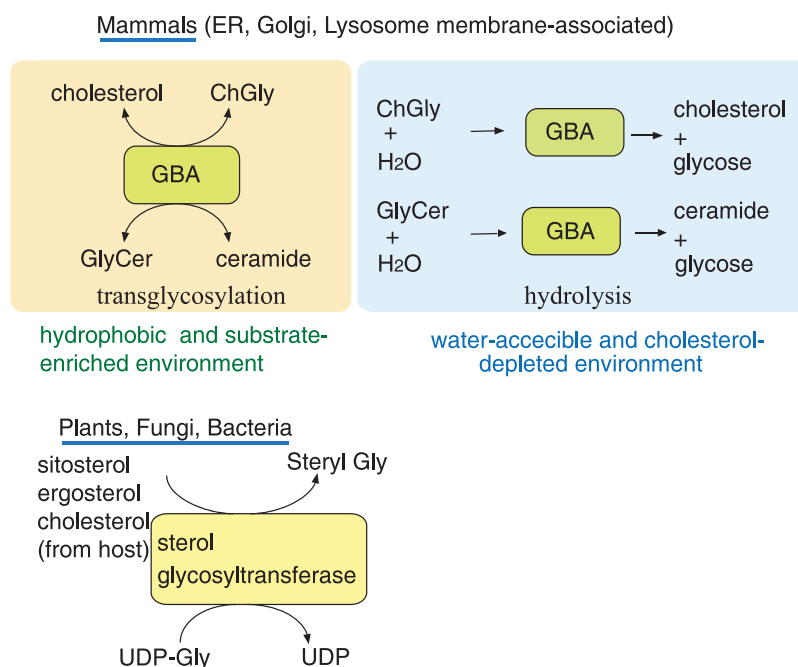 Mammals (ER, Golgi, Lysosome membrane-associated)
cholesterol ChGly
GBA
GlyCer ceramide
transglycosylation
ChGly
+
H2O
GBA
cholesterol
+
glycose
GlyCer
+
H2O
GBA
ceramide
+
glycose
hydrolysis
hydrophobic and substrate-
enriched environment
water-accecible and cholesterol-
depleted environment
Plants, Fungi, Bacteria
sitosterol
ergosterol
cholesterol
(from host)
Steryl Gly
sterol
glycosyltransferase
UDP-Gly UDP